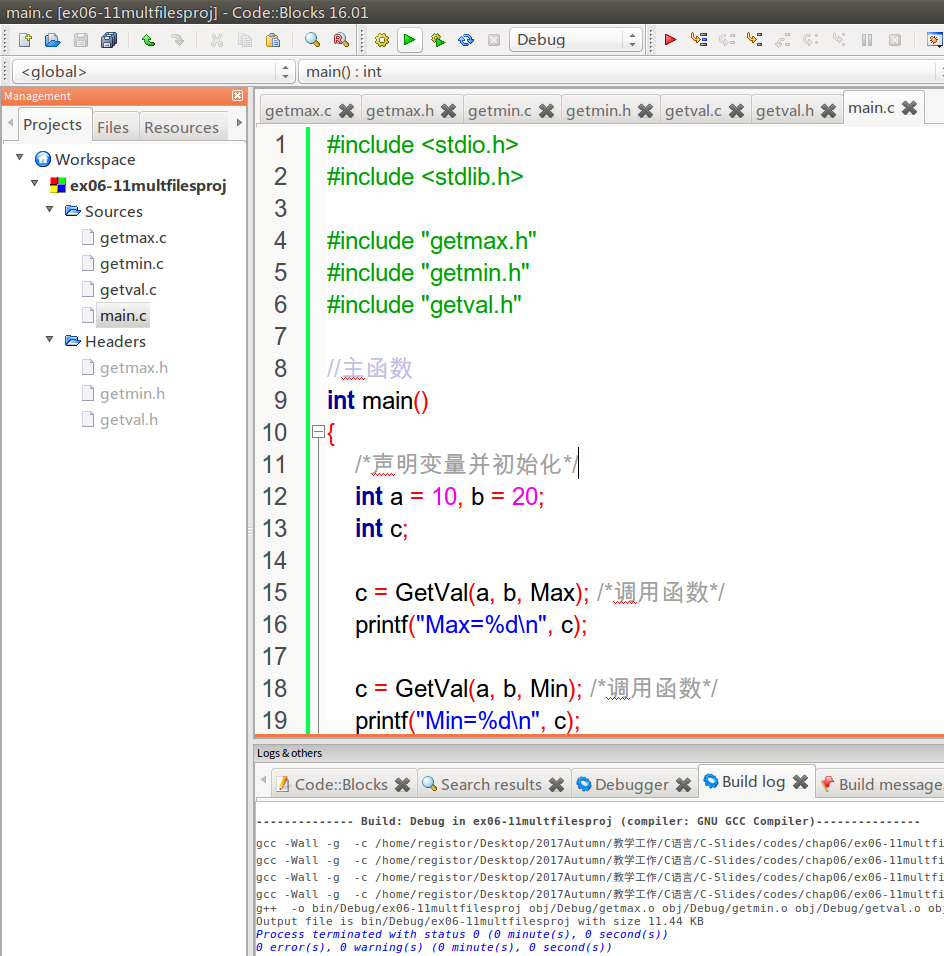 main.c [ex06-11multfilesproj] - Code::Blocks 16.01
Debug
<global>
main() : int
Management
Projects Files Resources
Workspace
ex06-11multfilesproj
Sources
getmax.c
getmin.c
getval.c
main.c
Headers
getmax.h
getmin.h
getval.h
getmax.c getmax.h getmin.c getmin.h getval.c getval.h main.c
1 #include <stdio.h>
2 #include <stdlib.h>
3
4 #include "getmax.h"
5 #include "getmin.h"
6 #include "getval.h"
7
8 //主函数
9 int main()
10 {
11 /*声明变量并初始化*/
12 int a = 10, b = 20;
13 int c;
14
15 c = GetVal(a, b, Max); /*调用函数*/
16 printf("Max=%d\n", c);
17
18 c = GetVal(a, b, Min); /*调用函数*/
19 printf("Min=%d\n", c);
Logs & others
Code::Blocks Search results Debugger Build log Build message
-------------- Build: Debug in ex06-11multfilesproj (compiler: GNU GCC Compiler)---------------
gcc -Wall -g  -c /home/registor/Desktop/2017Autumn/教学工作/C语言/C-Slides/codes/chap06/ex06-11multfi
gcc -Wall -g  -c /home/registor/Desktop/2017Autumn/教学工作/C语言/C-Slides/codes/chap06/ex06-11multfi
gcc -Wall -g  -c /home/registor/Desktop/2017Autumn/教学工作/C语言/C-Slides/codes/chap06/ex06-11multfi
gcc -Wall -g  -c /home/registor/Desktop/2017Autumn/教学工作/C语言/C-Slides/codes/chap06/ex06-11multfi
g++  -o bin/Debug/ex06-11multfilesproj obj/Debug/getmax.o obj/Debug/getmin.o obj/Debug/getval.o obj
Output file is bin/Debug/ex06-11multfilesproj with size 11.44 KB
Process terminated with status 0 (0 minute(s), 0 second(s))
0 error(s), 0 warning(s) (0 minute(s), 0 second(s))